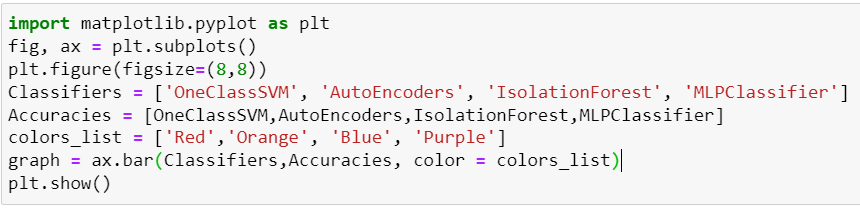 import matplotlib.pyplot as plt
fig, ax = plt.subplots()
plt.figure(figsize=(8,8))
Classifiers = ['OneClassSVM', 'AutoEncoders', 'IsolationForest', 'MLPClassifier']
Accuracies = [OneClassSVM,AutoEncoders,IsolationForest,MLPClassifier]
colors_list = ['Red','Orange', 'Blue', 'Purple']
graph = ax.bar(Classifiers,Accuracies, color = colors_list)
plt.show()